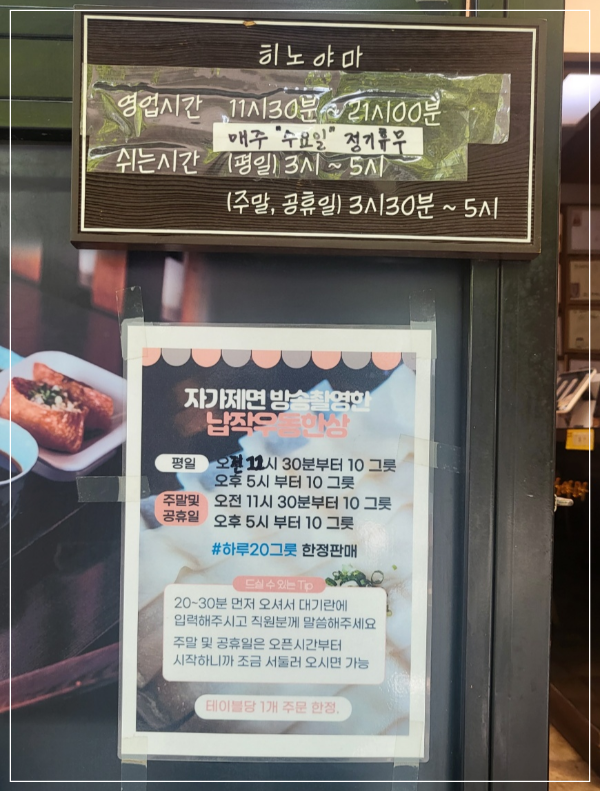 히노야마
영업시간 11시30분 ~ 21시00분
매주 "수요일" 정기휴무
쉬는시간 (평일) 3시 ~ 5시
(주말, 공휴일) 3시30분 ~ 5시
자가제면 방송촬영한
납작우동한상
평일 오전 11시 30분부터 10 그릇
오후 5시 부터 10 그릇
주말및 공휴일 오전 11시 30분부터 10 그릇
오후 5시 부터 10 그릇
#하루20그릇 한정판매
드실 수 있는 Tip
20~30분 먼저 오셔서 대기란에
입력해주시고 직원분께 말씀해주세요
주말 및 공휴일은 오픈시간부터
시작하니까 조금 서둘러 오시면 가능
테이블당 1개 주문 한정.